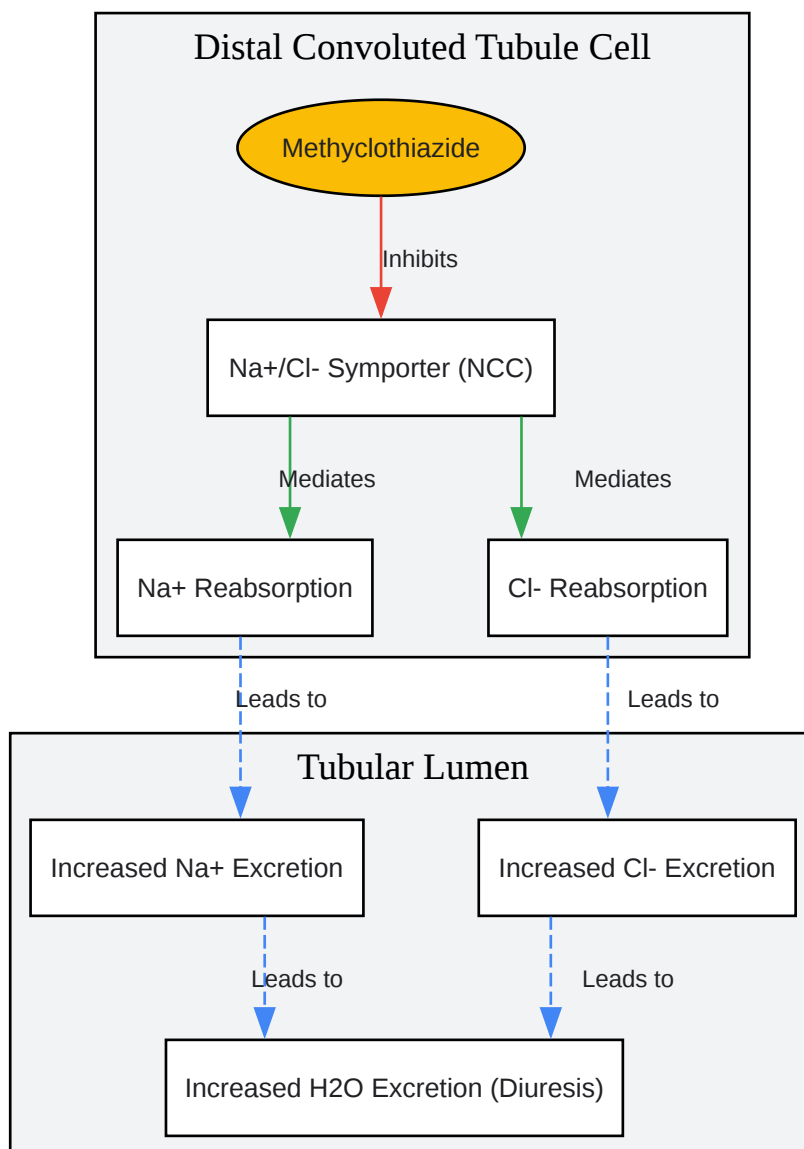 Distal Convoluted Tubule Cell
Methyclothiazide
Inhibits
Na+/Cl- Symporter (NCC)
Mediates
Mediates
Na+ Reabsorption
Cl- Reabsorption
Leads to
Leads to
Tubular Lumen
Increased Na+ Excretion
Increased Cl- Excretion
Leads to
Leads to
Increased H2O Excretion (Diuresis)